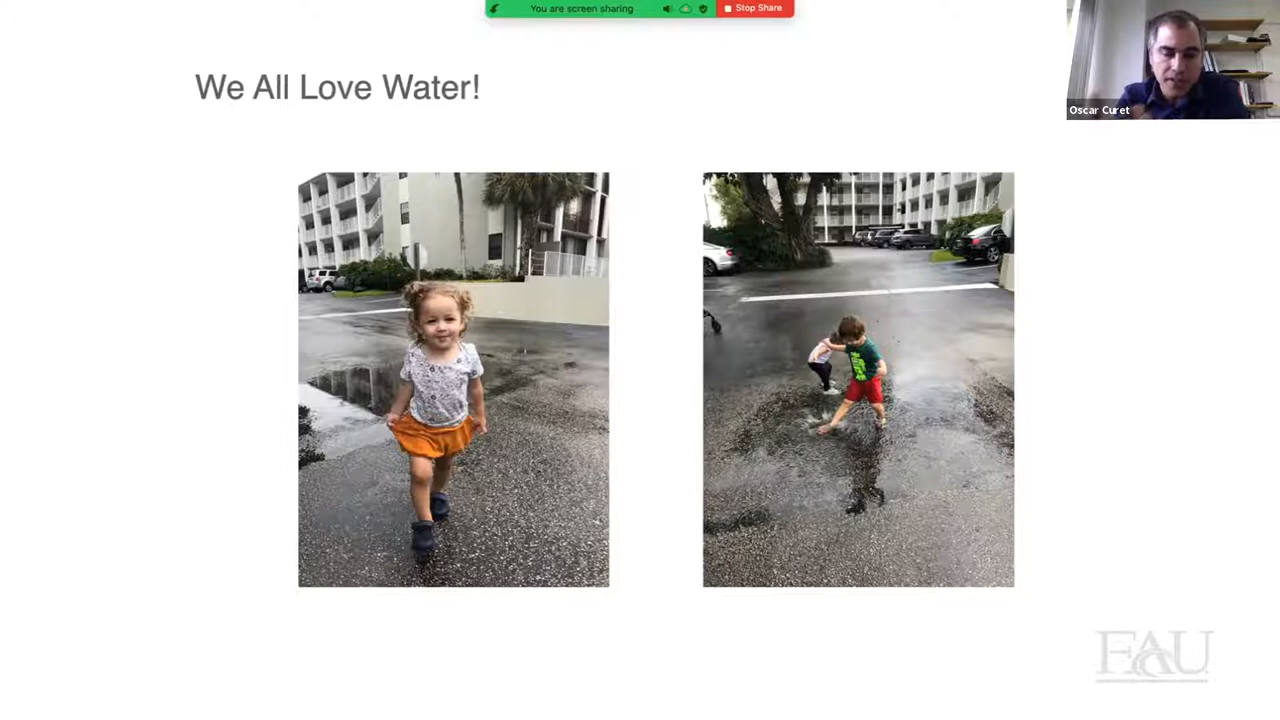 You are screen sharing
Stop Share
We All Love Water!
Oscar Curet
FAU